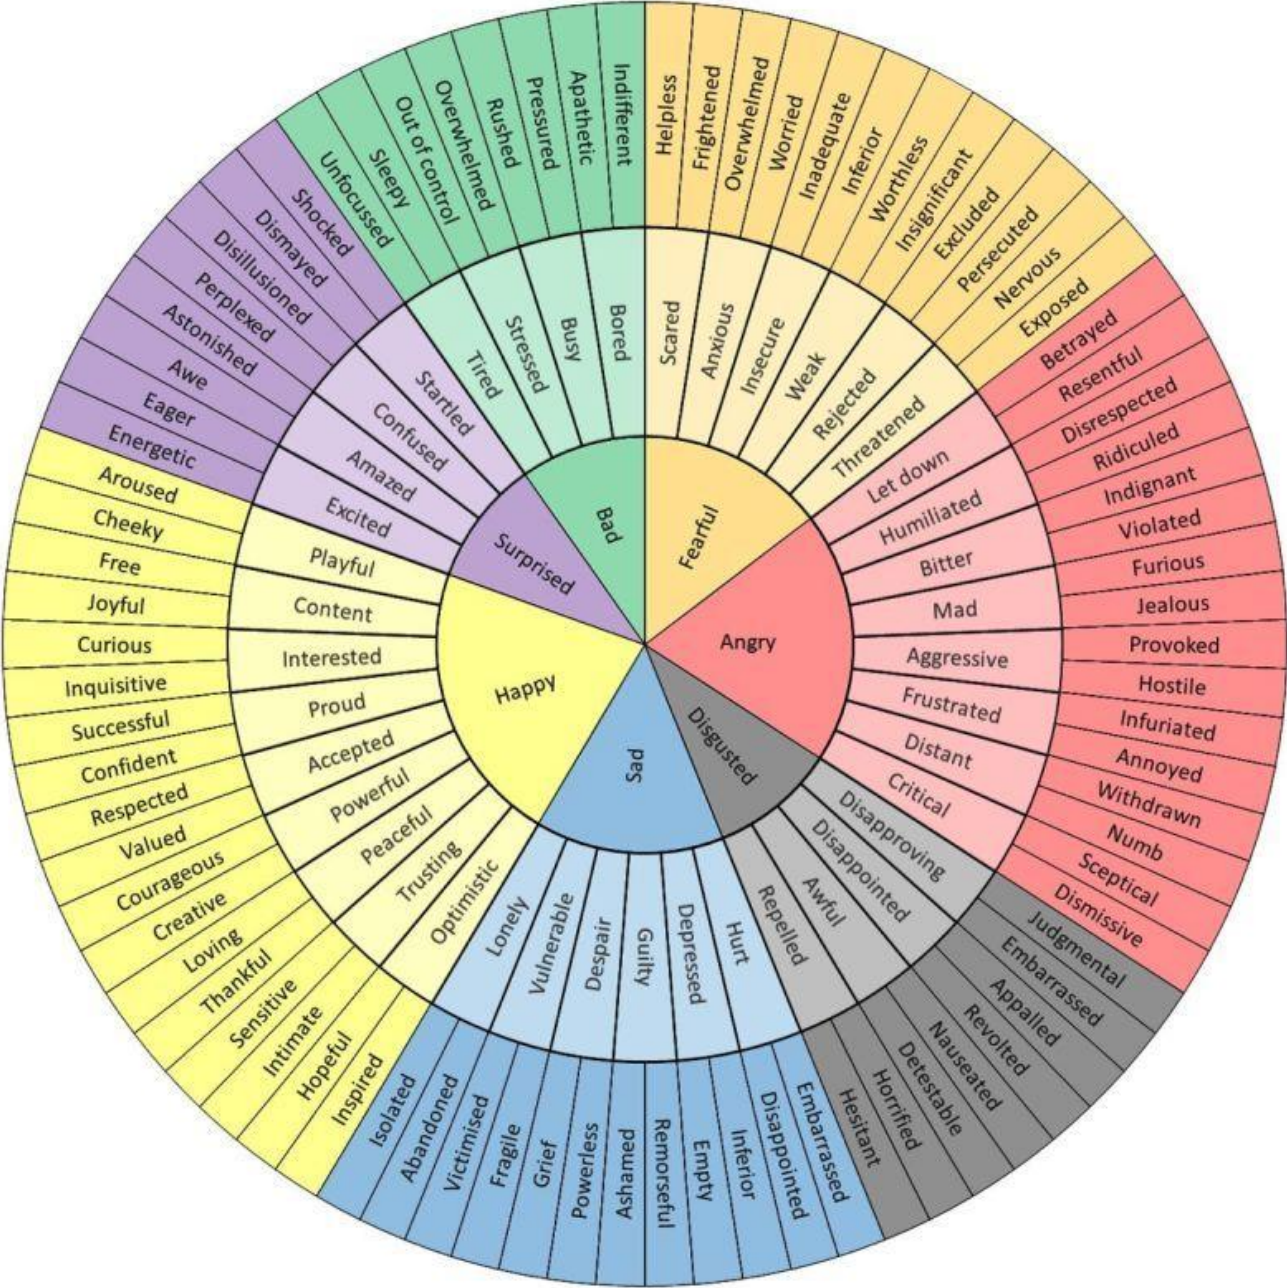 Fearful
Angry
Disgusted
Sad
Happy
Surprised
Bad
Scared
Anxious
Insecure
Weak
Rejected
Threatened
Let down
Humiliated
Bitter
Mad
Aggressive
Frustrated
Distant
Critical
Disapproving
Disappointed
Awful
Repelled
Hurt
Depressed
Guilty
Despair
Vulnerable
Lonely
Optimistic
Trusting
Peaceful
Powerful
Accepted
Proud
Interested
Content
Playful
Excited
Amazed
Confused
Startled
Tired
Stressed
Busy
Bored
Helpless
Frightened
Overwhelmed
Worried
Inadequate
Inferior
Worthless
Insignificant
Excluded
Persecuted
Nervous
Exposed
Betrayed
Resentful
Disrespected
Ridiculed
Indignant
Violated
Furious
Jealous
Provoked
Hostile
Infuriated
Annoyed
Withdrawn
Numb
Sceptical
Dismissive
Judgmental
Embarrassed
Appalled
Revolted
Nauseated
Detestable
Horrified
Hesitant
Embarrassed
Disappointed
Inferior
Empty
Remorseful
Ashamed
Powerless
Grief
Fragile
Victimised
Abandoned
Isolated
Inspired
Hopeful
Intimate
Sensitive
Thankful
Loving
Creative
Courageous
Valued
Respected
Confident
Successful
Inquisitive
Curious
Joyful
Free
Cheeky
Aroused
Energetic
Eager
Awe
Astonished
Perplexed
Disillusioned
Dismayed
Shocked
Unfocussed
Sleepy
Out of control
Overwhelmed
Rushed
Pressured
Apathetic
Indifferent